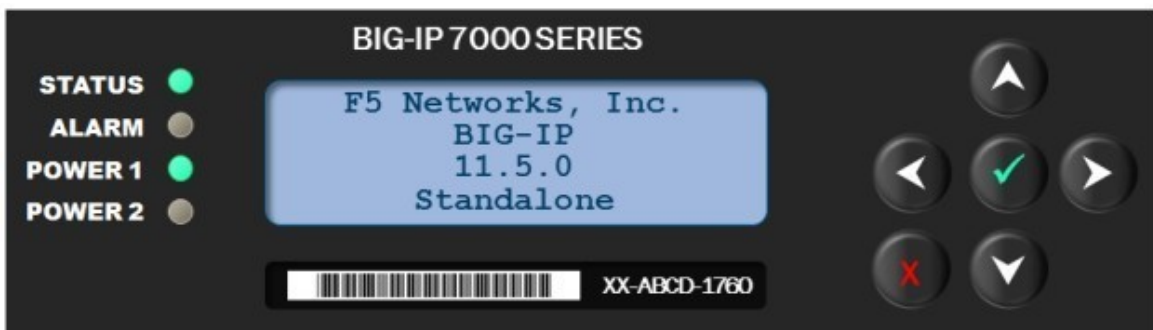 BIG-IP 7000 SERIES
STATUS
ALARM
POWER 1
POWER 2
F5 Networks, Inc.
BIG-IP
11.5.0
Standalone
XX-ABCD-1760
X